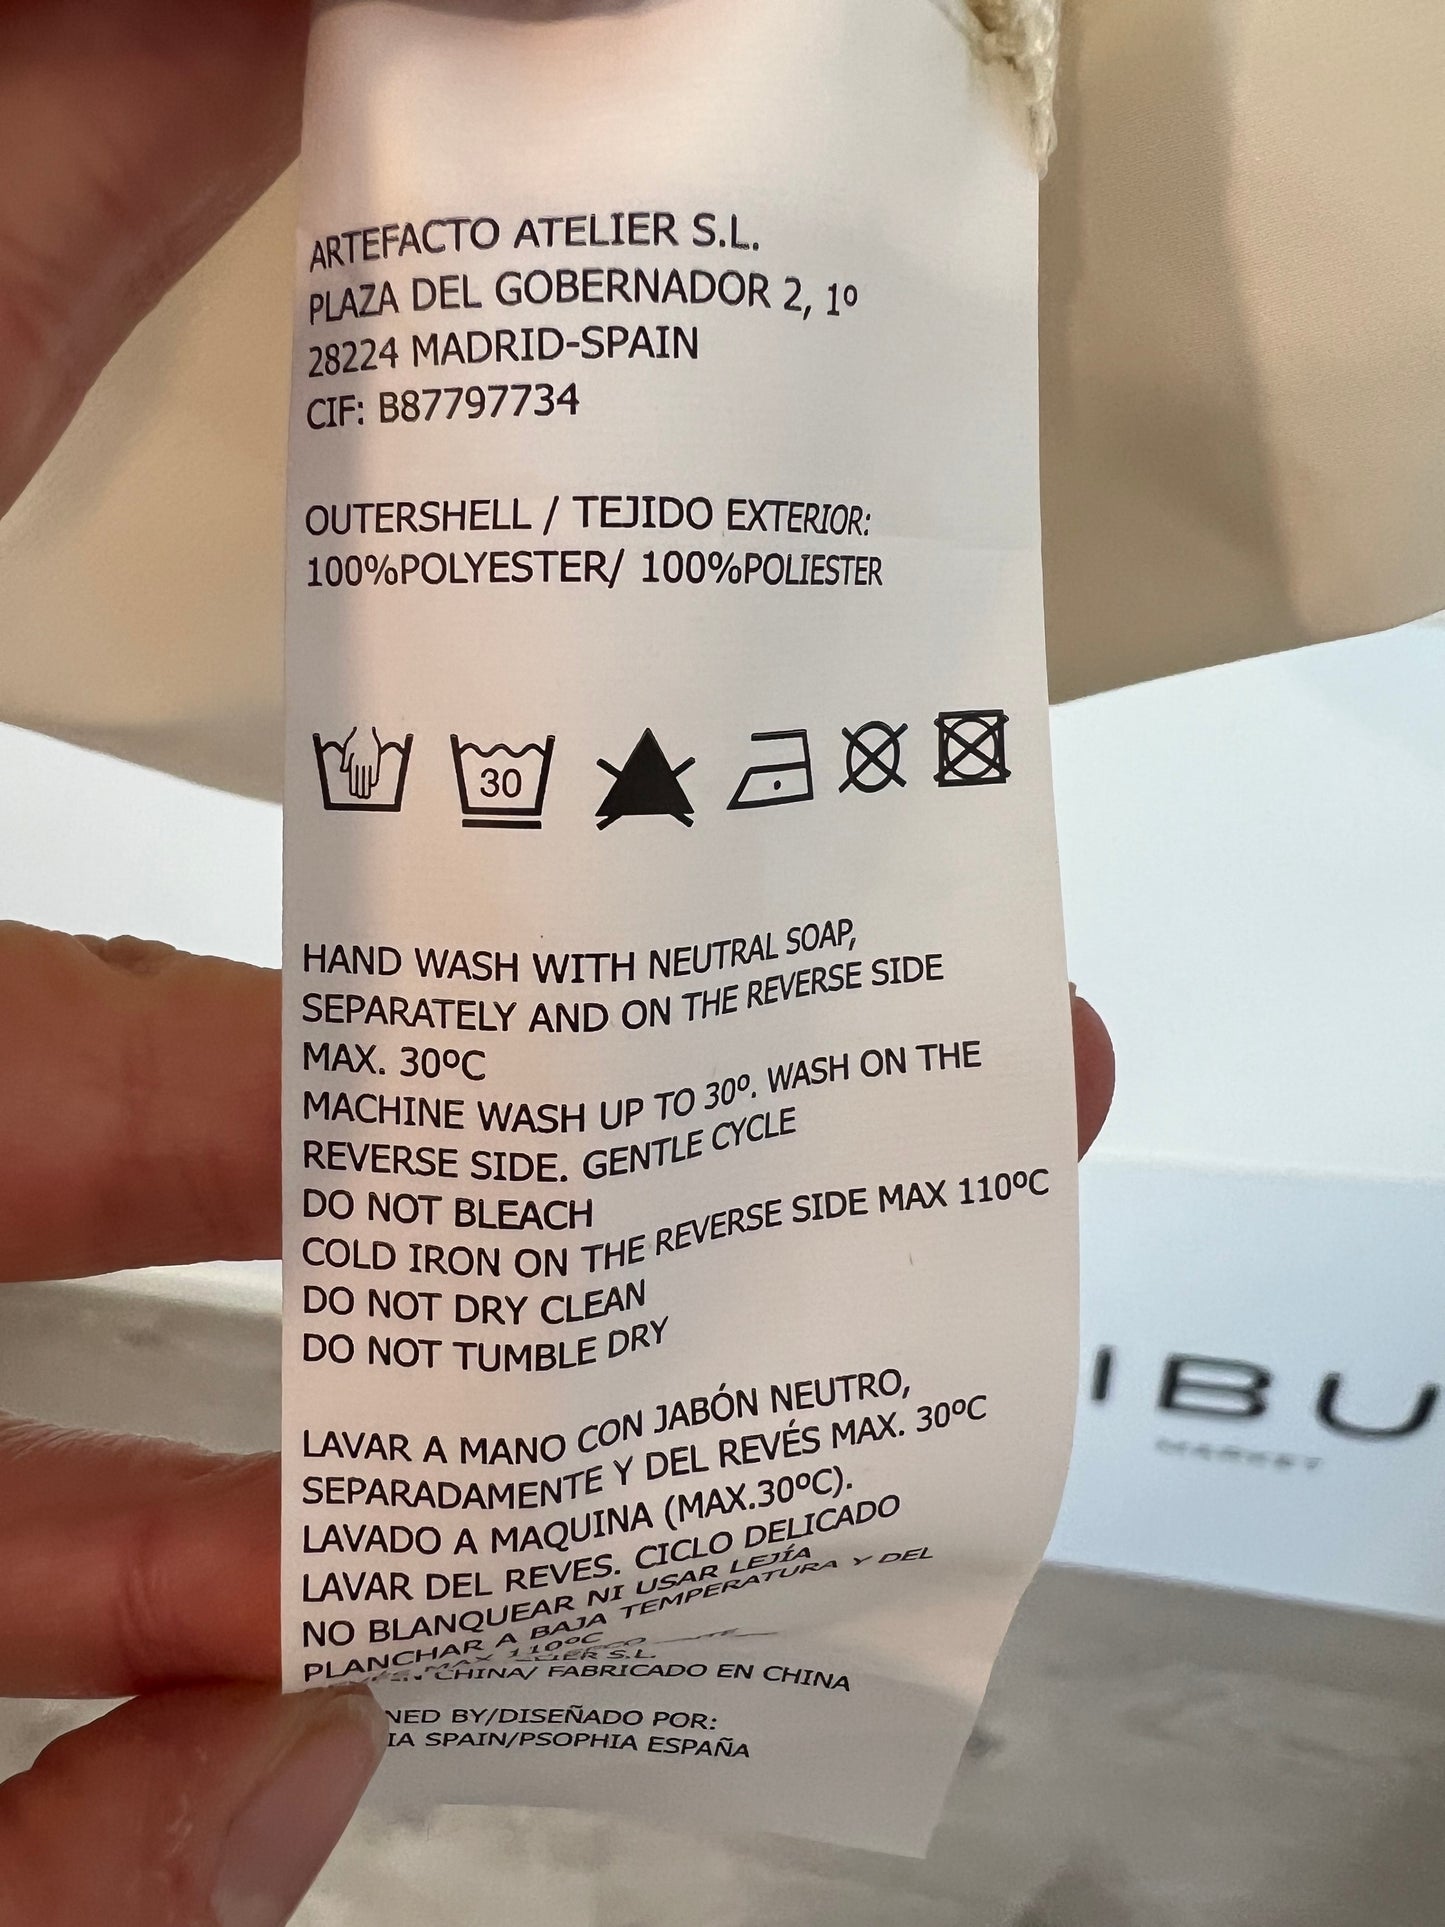 ARTEFACTO ATELIER S.L.
PLAZA DEL GOBERNADOR 2, 1º
28224 MADRID-SPAIN
CIF: B87797734
OUTERSHELL / TEJIDO EXTERIOR:
100%POLYESTER/ 100%POLIESTER
30
HAND WASH WITH NEUTRAL SOAP,
SEPARATELY AND ON THE REVERSE SIDE
MAX. 30ºC
MACHINE WASH UP TO 30º. WASH ON THE
REVERSE SIDE. GENTLE CYCLE
DO NOT BLEACH
COLD IRON ON THE REVERSE SIDE MAX 110ºC
DO NOT DRY CLEAN
DO NOT TUMBLE DRY
LAVAR A MANO CON JABÓN NEUTRO,
SEPARADAMENTE Y DEL REVÉS MAX. 30ºC
LAVADO A MAQUINA (MAX.30ºC).
LAVAR DEL REVES. CICLO DELICADO
NO BLANQUEAR NI USAR LEJÍA
PLANCHAR A BAJA TEMPERATURA Y DEL
MAX 110ºC
S.L.
CHINA/ FABRICADO EN CHINA
NED BY/DISEÑADO POR:
IA SPAIN/PSOPHIA ESPAÑA
IBU
MARKET